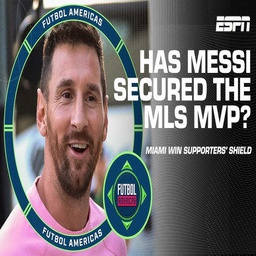 ESPN
FUTBOL AMERICAS
HAS MESSI
SECURED THE
MLS MVP?
MIAMI WIN SUPPORTERS' SHIELD
FUTBOL
AMERICAS
FUTBOL AMERICAS